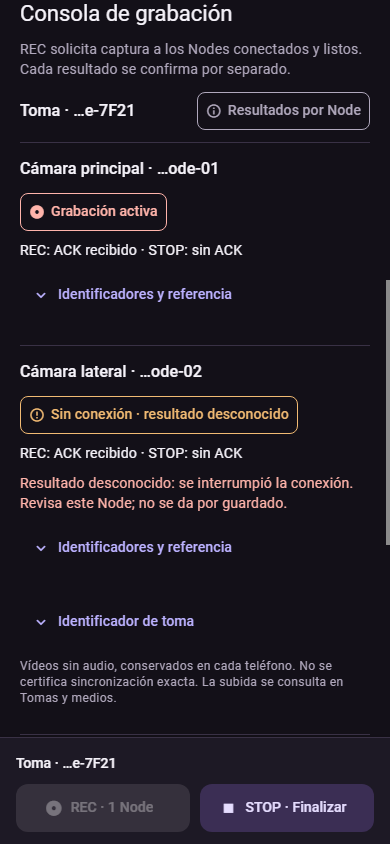 Consola de grabación
REC solicita captura a los Nodes conectados y listos.
Cada resultado se confirma por separado.
Toma · …e-7F21
Resultados por Node
Cámara principal · …ode-01
Grabación activa
REC: ACK recibido · STOP: sin ACK
Identificadores y referencia
Cámara lateral · …ode-02
Sin conexión · resultado desconocido
REC: ACK recibido · STOP: sin ACK
Resultado desconocido: se interrumpió la conexión.
Revisa este Node; no se da por guardado.
Identificadores y referencia
Identificador de toma
Vídeos sin audio, conservados en cada teléfono. No se
certifica sincronización exacta. La subida se consulta en
Tomas y medios.
Toma · …e-7F21
REC · 1 Node
STOP · Finalizar